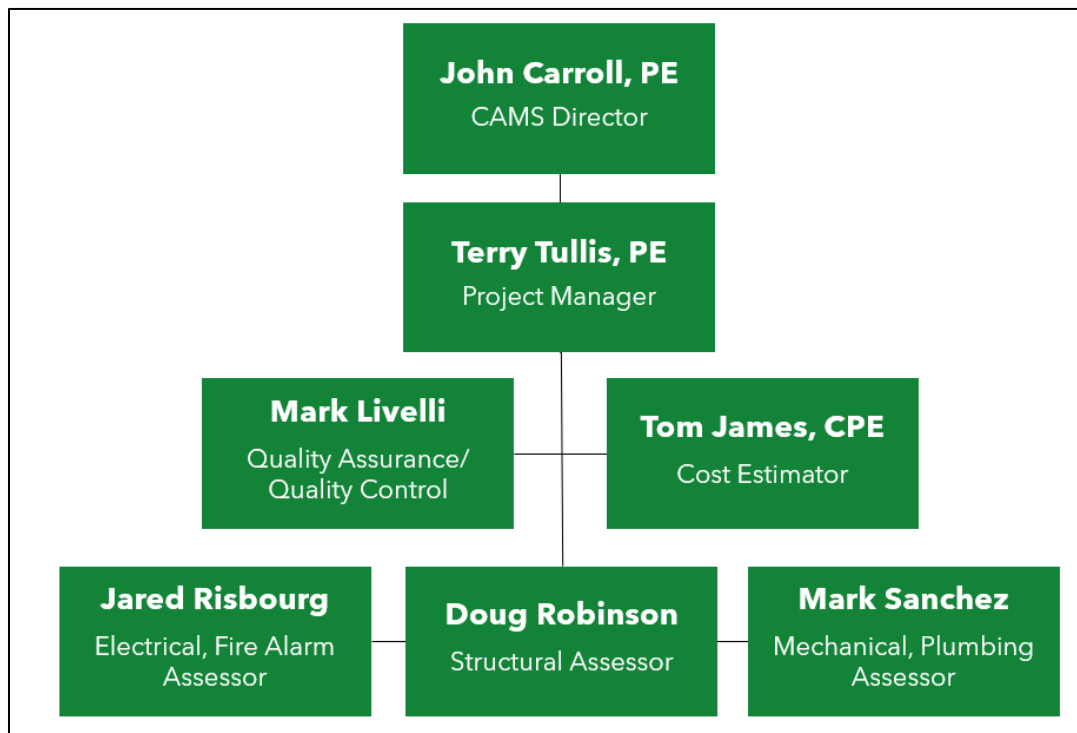 John Carroll, PE
CAMS Director
Terry Tullis, PE
Project Manager
Mark Livelli
Quality Assurance/
Quality Control
Tom James, CPE
Cost Estimator
Jared Risbourg
Electrical, Fire Alarm
Assessor
Doug Robinson
Structural Assessor
Mark Sanchez
Mechanical, Plumbing
Assessor